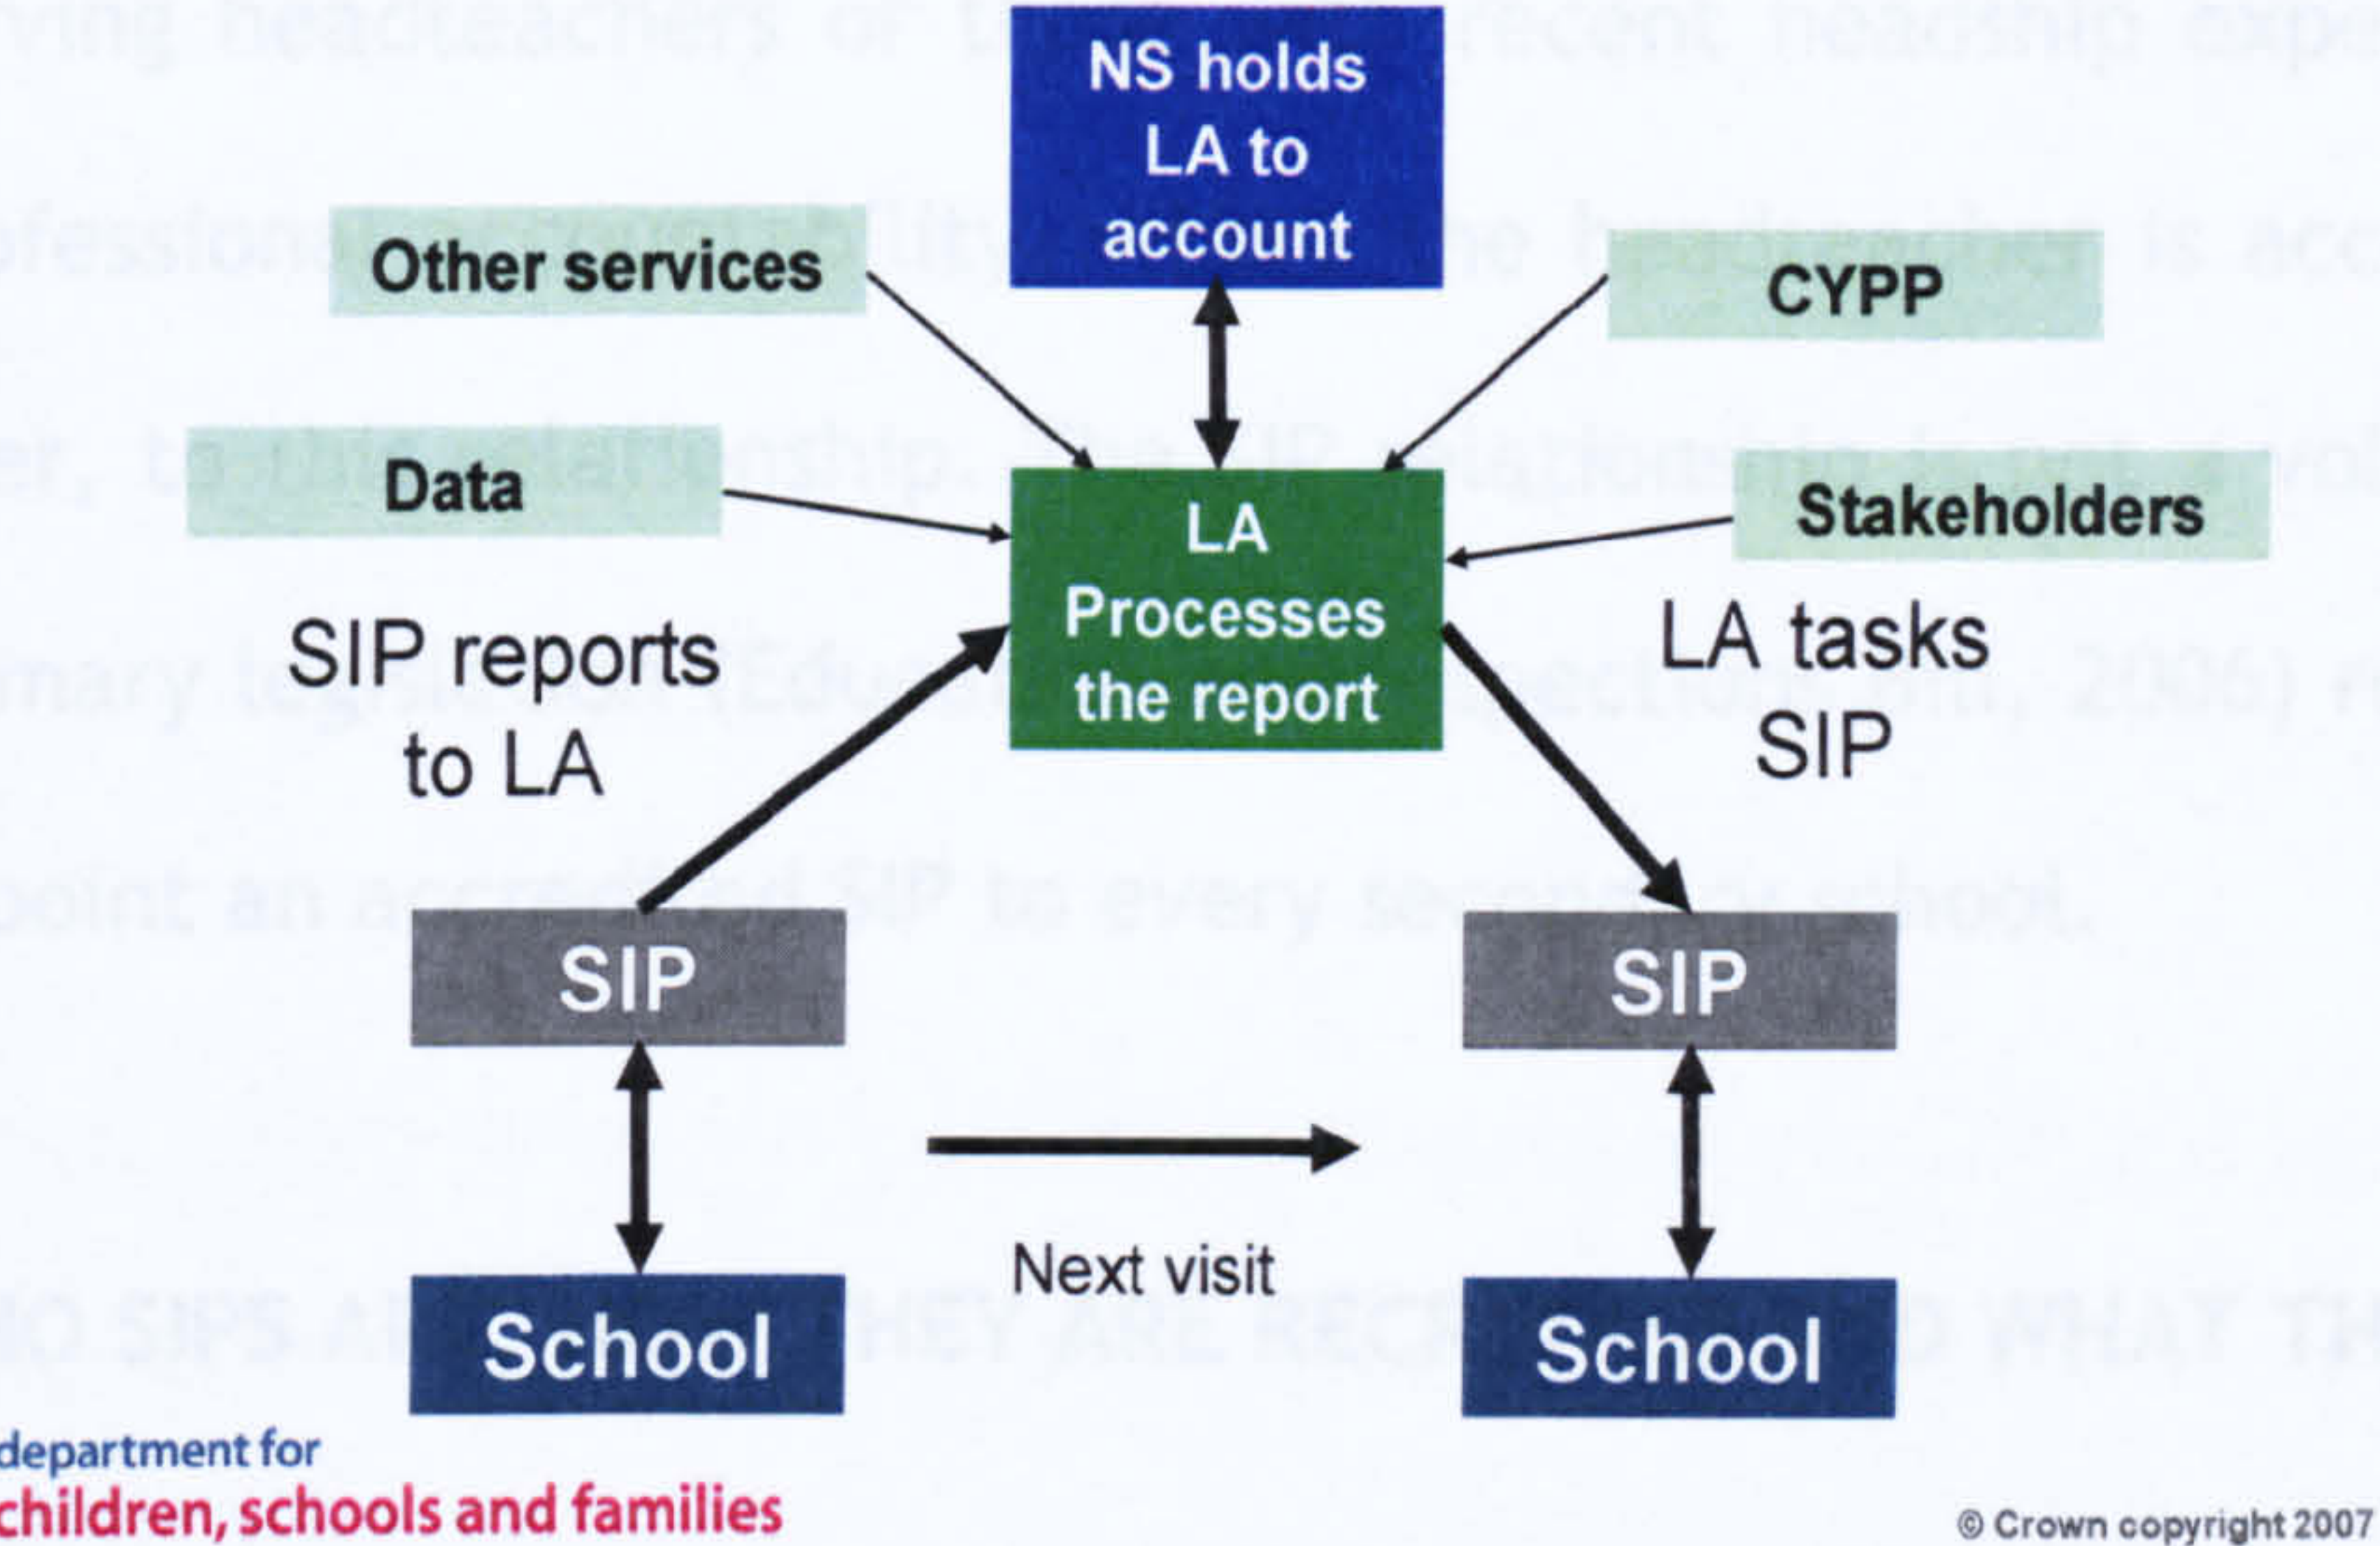 NS holds
LA to
account
Other services
CYPP
Data
Stakeholders
LA
Processes
the report
SIP reports
to LA
LA tasks
SIP
SIP
SIP
Next visit
School
School
department for
children, schools and families
© Crown copyright 2007